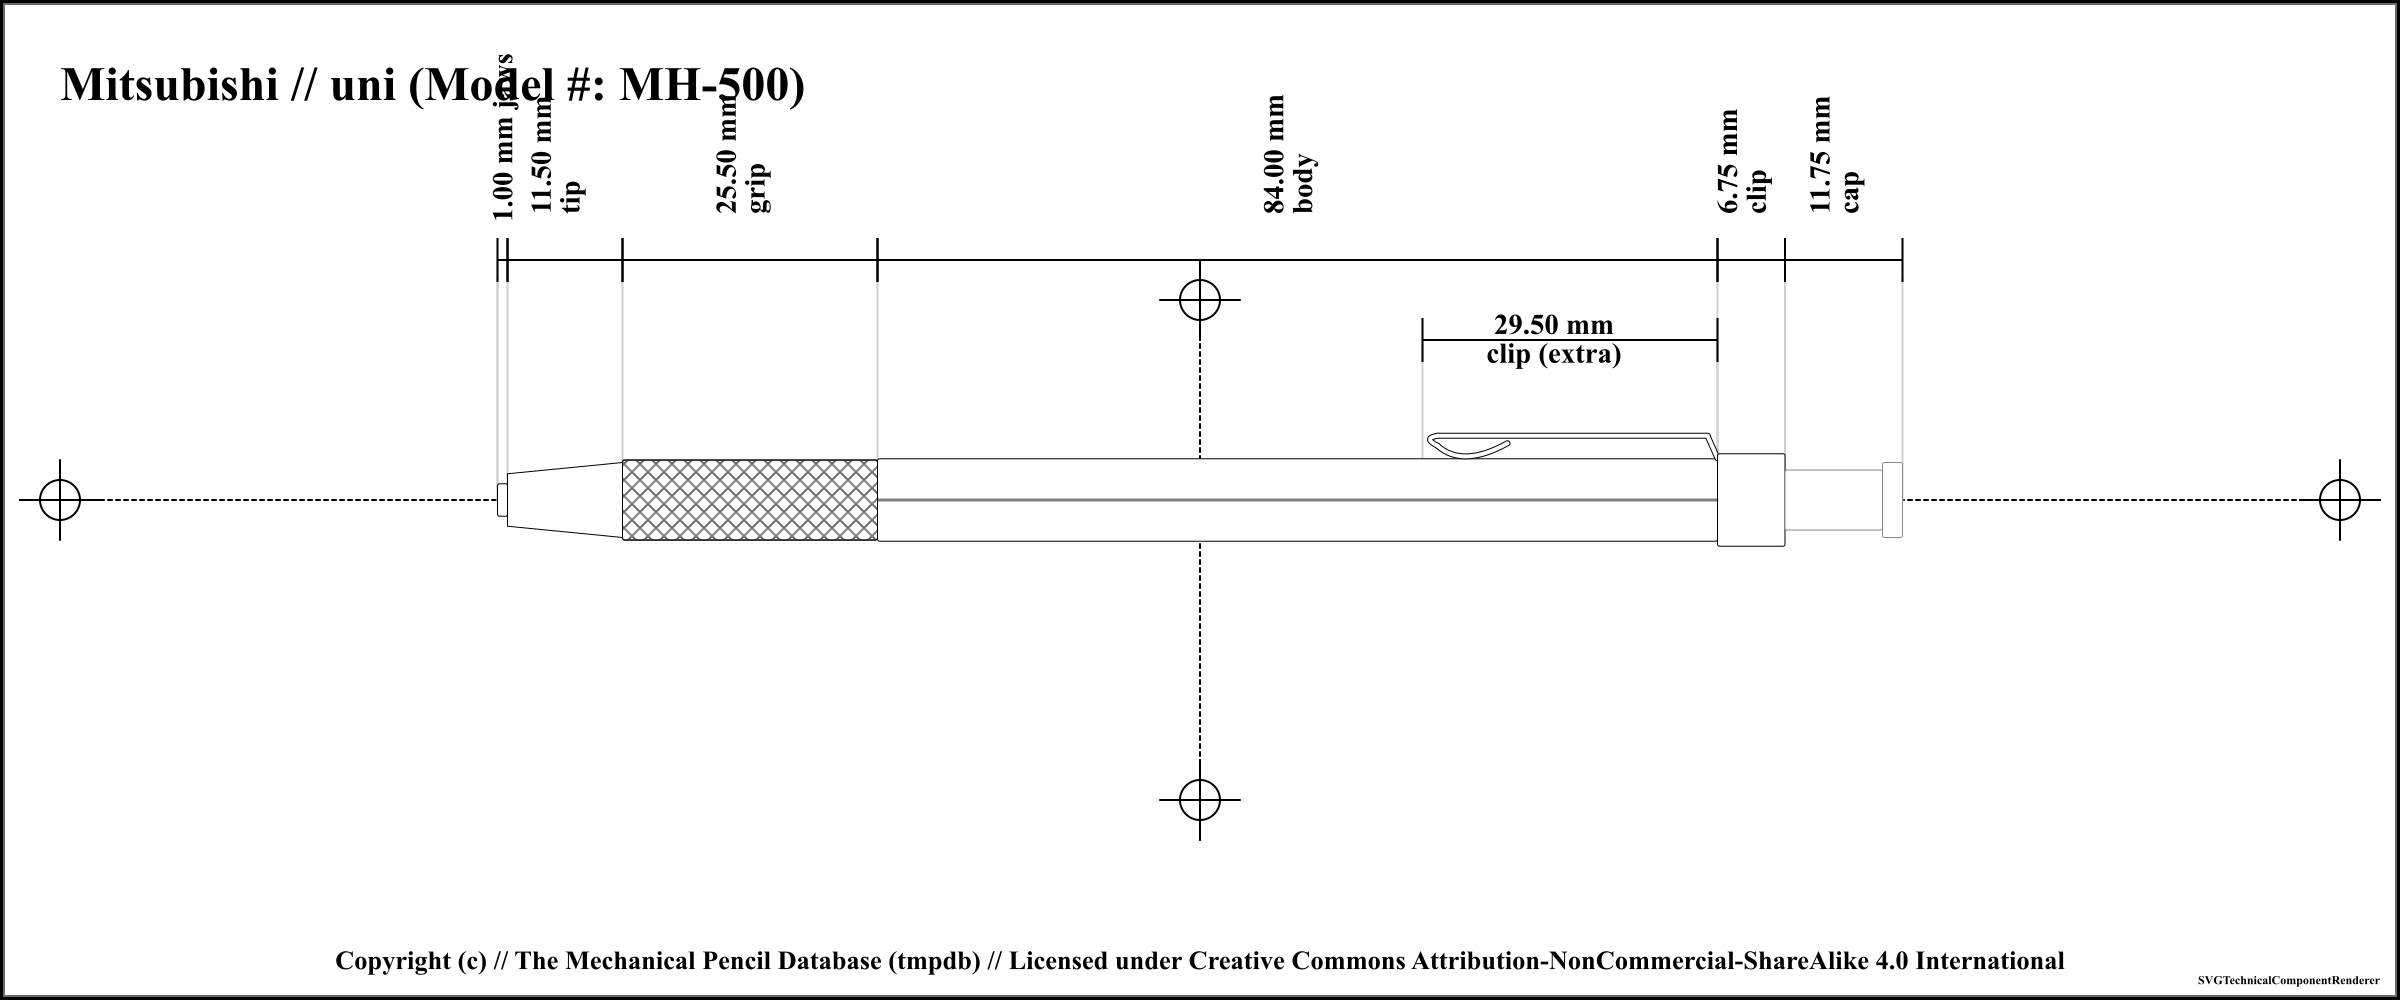 Mitsubishi // uni (Model #: MH-500)
1.00 mm jaws
11.50 mm
tip
25.50 mm
grip
84.00 mm
body
6.75 mm
clip
11.75 mm
cap
29.50 mm
clip (extra)
Copyright (c) // The Mechanical Pencil Database (tmpdb) // Licensed under Creative Commons Attribution-NonCommercial-ShareAlike 4.0 International
SVGTechnicalComponentRenderer